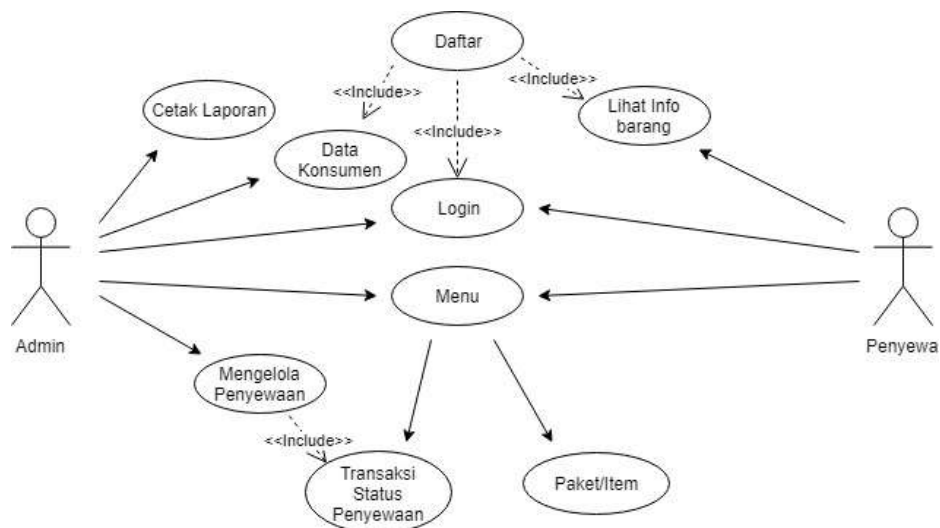 Daftar
<<Include>>
<<Include>>
<<Include>>
Cetak Laporan
Lihat Info
barang
Data
Konsumen
Login
Menu
Admin
Penyewa
Mengelola
Penyewaan
<<Include>>
Transaksi
Status
Penyewaan
Paket/Item